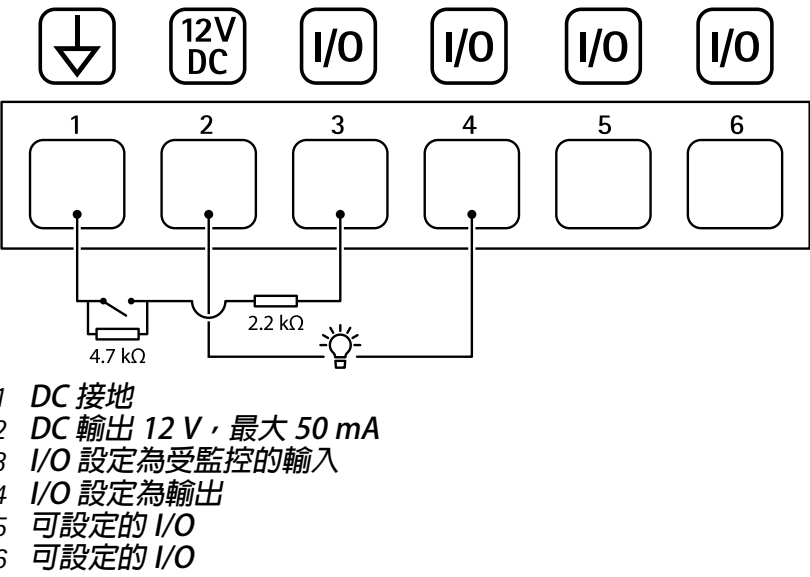 12V
DC
I/O
I/O
I/O
I/O
1
2
3
4
5
6
2.2 kΩ
4.7 kΩ
1 DC 接地
2 DC 輸出 12 V，最大 50 mA
3 I/O 設定為受監控的輸入
4 I/O 設定為輸出
5 可設定的 I/O
6 可設定的 I/O